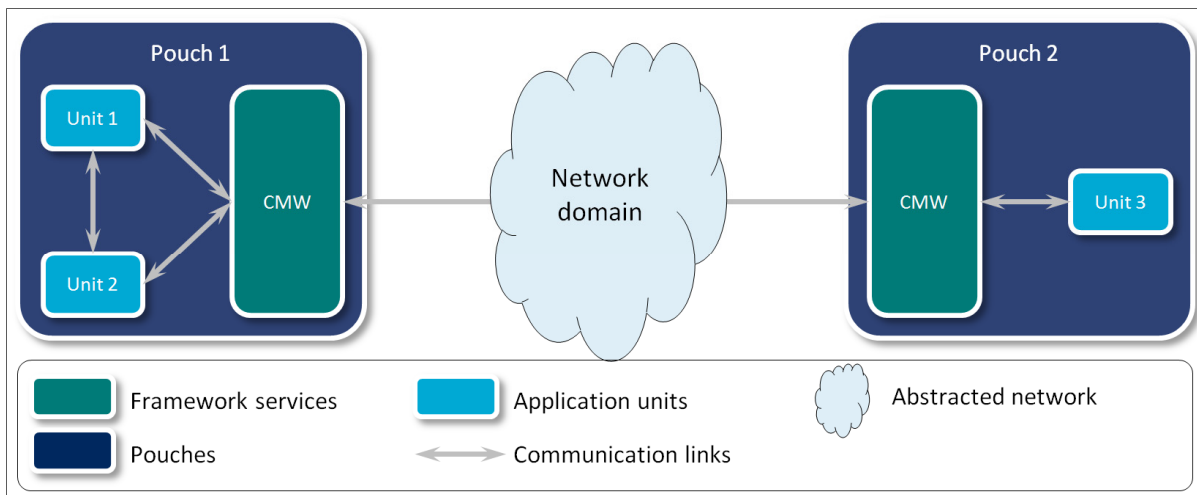 Pouch 1
Pouch 2
Unit 1
CMW
Network
domain
CMW
Unit 3
Unit 2
Framework services
Application units
Abstracted network
Pouches
Communication links